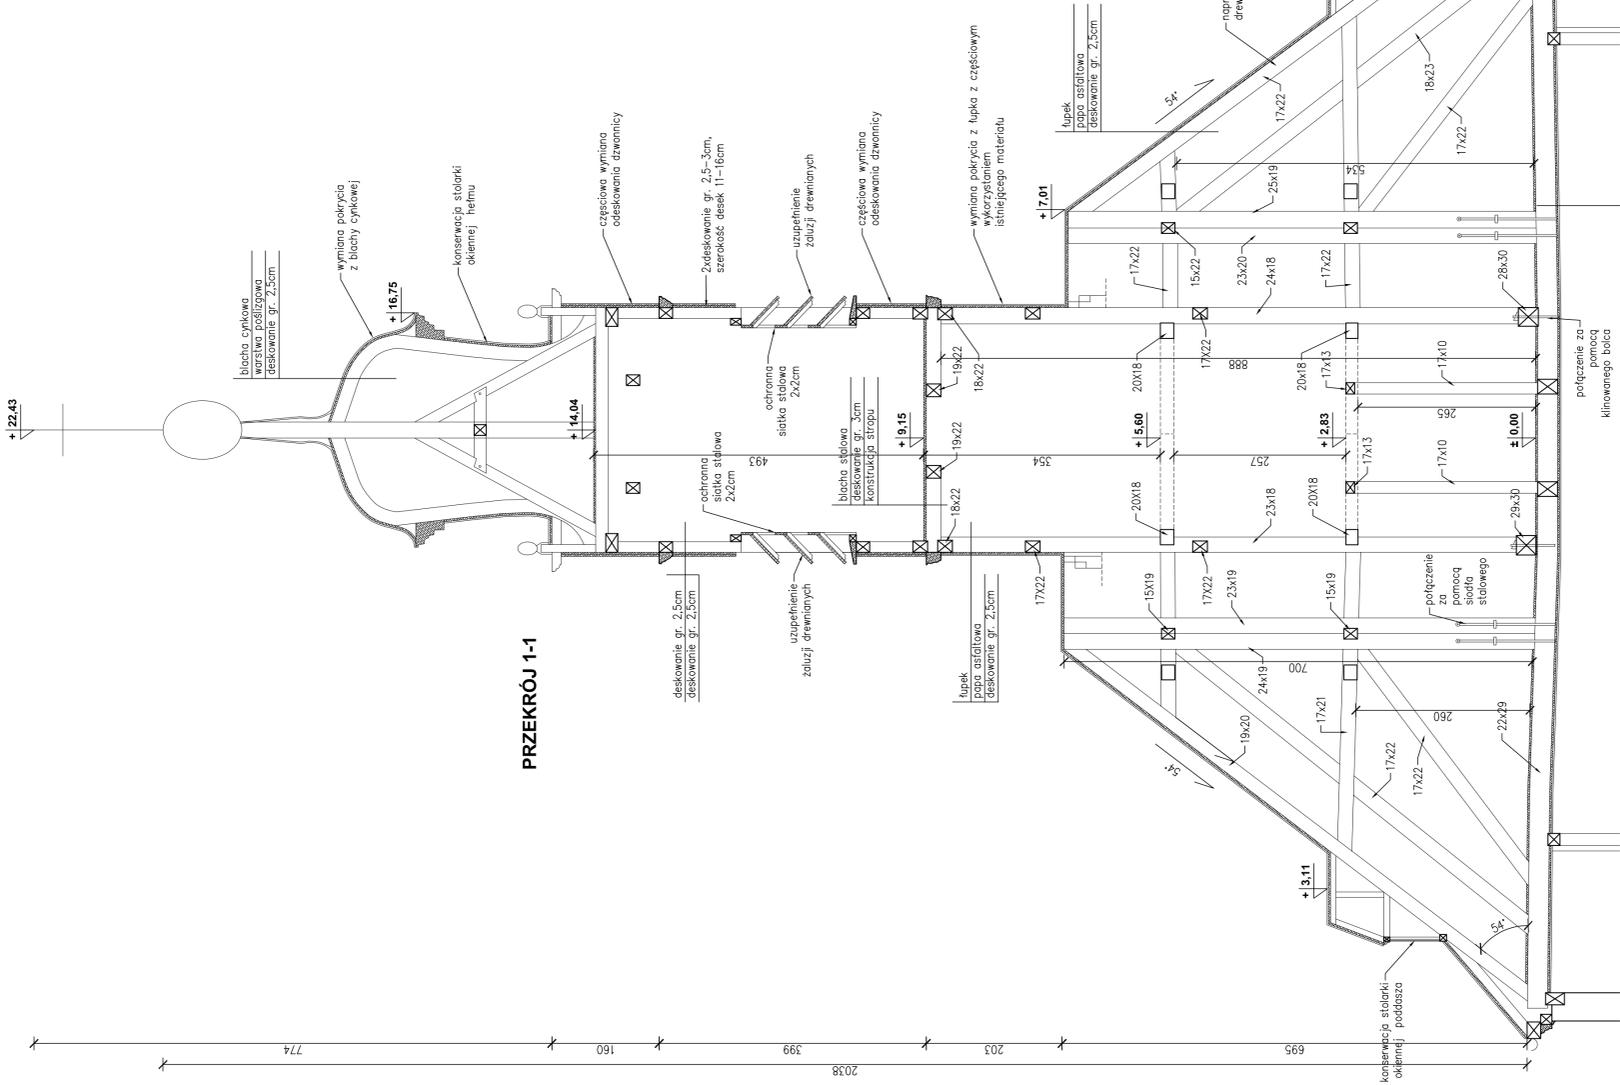 + 22,43
blacha cynkowa
warstwa poślizgowa
deskowanie gr. 2,5cm
wymiana pokrycia
z blachy cynkowej
+ 16,75
konserwacja stolarki
okiennej hełmu
częsciowa wymiana
odeskowania dzwonnicy
2xdeskowanie gr. 2,5-3cm,
szerokość desek 11-16cm
uzupełnienie
żaluzji drewnianych
częściowa wymiana
odeskowania dzwonnicy
wymiana pokrycia z łupka z częściowym
wykorzystaniem
istniejącego materiału
+ 7,01
łupek
papa asfaltowa
deskowanie gr. 2,5cm
54°
17x22
18x23
17x22
534
25x19
+ 14,04
493
ochronna
siatka stalowa
2x2cm
ochronna
siatka stalowa
2x2cm
blacha stalowa
deskowanie gr. 3cm
konstrukcja stropu
+ 9,15
19x22
18x22
19x22
18x22
354
888
17x22
15x22
23x20
24x18
17x22
28x30
20X18
17X22
20x18
17x13
17x10
265
+ 5,60
257
+ 2,83
17x13
17x10
± 0,00
20X18
23x18
20X18
29x30
połączenie za
pomocą
klinowanego bolca
PRZEKRÓJ 1-1
deskowanie gr. 2,5cm
deskowanie gr. 2,5cm
uzupełnienie
żaluzji drewnianych
łupek
papa asfaltowa
deskowanie gr. 2,5cm
17X22
15X19
17X22
23x19
15x19
połączenie
za
pomocą
siodła
stalowego
24x19
700
17x21
260
22x29
54°
19x20
17x22
17x22
+ 3,11
54°
konserwacja stolarki
okiennej poddasza
774
160
399
203
695
2038